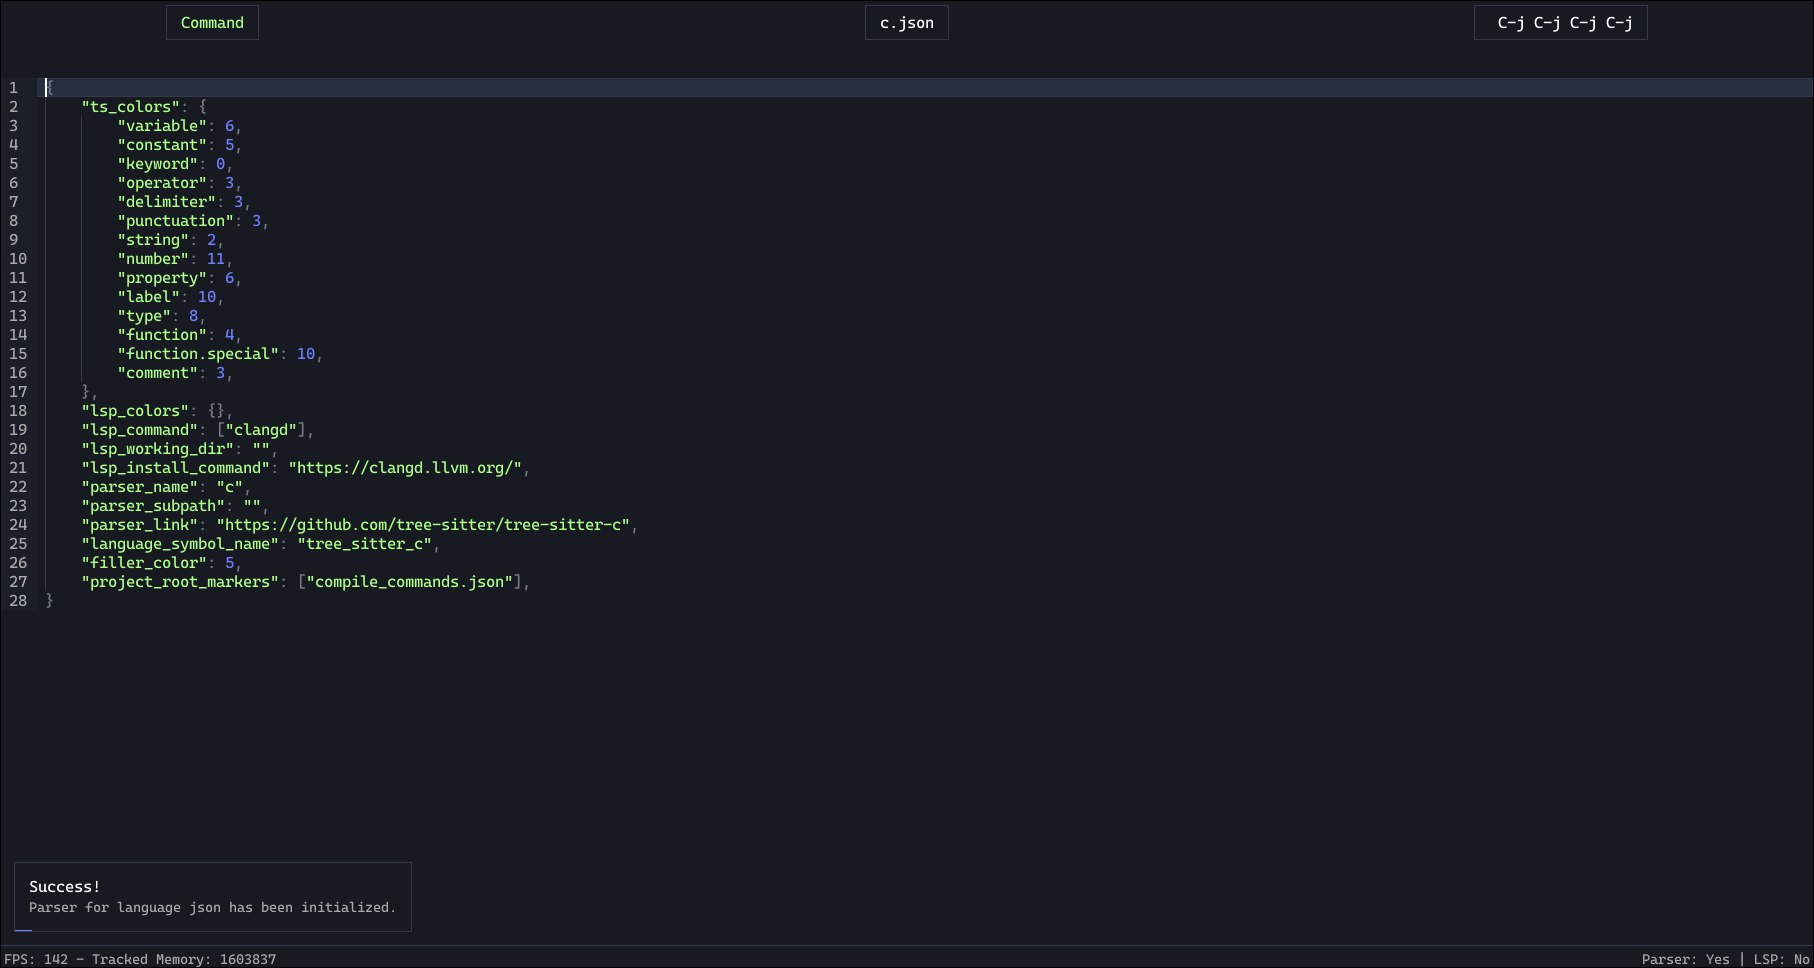 Command
c.json
C-j C-j C-j C-j
1 {
2     "ts_colors": {
3         "variable": 6,
4         "constant": 5,
5         "keyword": 0,
6         "operator": 3,
7         "delimiter": 3,
8         "punctuation": 3,
9         "string": 2,
10         "number": 11,
11         "property": 6,
12         "label": 10,
13         "type": 8,
14         "function": 4,
15         "function.special": 10,
16         "comment": 3,
17     },
18     "lsp_colors": {},
19     "lsp_command": ["clangd"],
20     "lsp_working_dir": "",
21     "lsp_install_command": "https://clangd.llvm.org/",
22     "parser_name": "c",
23     "parser_subpath": "",
24     "parser_link": "https://github.com/tree-sitter/tree-sitter-c",
25     "language_symbol_name": "tree_sitter_c",
26     "filler_color": 5,
27     "project_root_markers": ["compile_commands.json"],
28 }
Success!
Parser for language json has been initialized.
FPS: 142 - Tracked Memory: 1603837
Parser: Yes | LSP: No